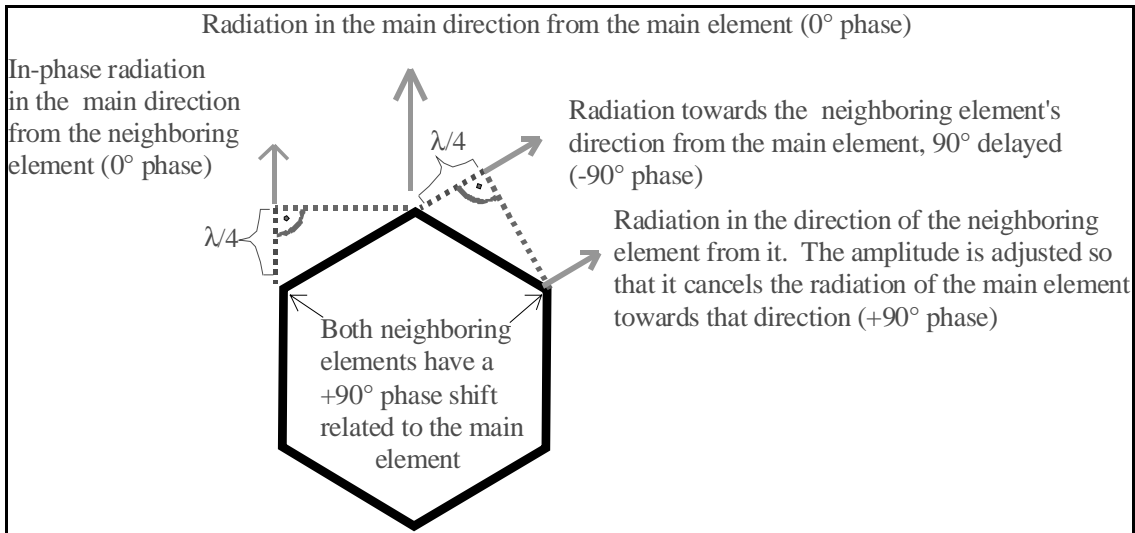 Radiation in the main direction from the main element (0° phase)
In-phase radiation
in the main direction
from the neighboring
element (0° phase)
λ/4
λ/4
Radiation towards the neighboring element's
direction from the main element, 90° delayed
(-90° phase)
Radiation in the direction of the neighboring
element from it. The amplitude is adjusted so
that it cancels the radiation of the main element
towards that direction (+90° phase)
Both neighboring
elements have a
+90° phase shift
related to the main
element